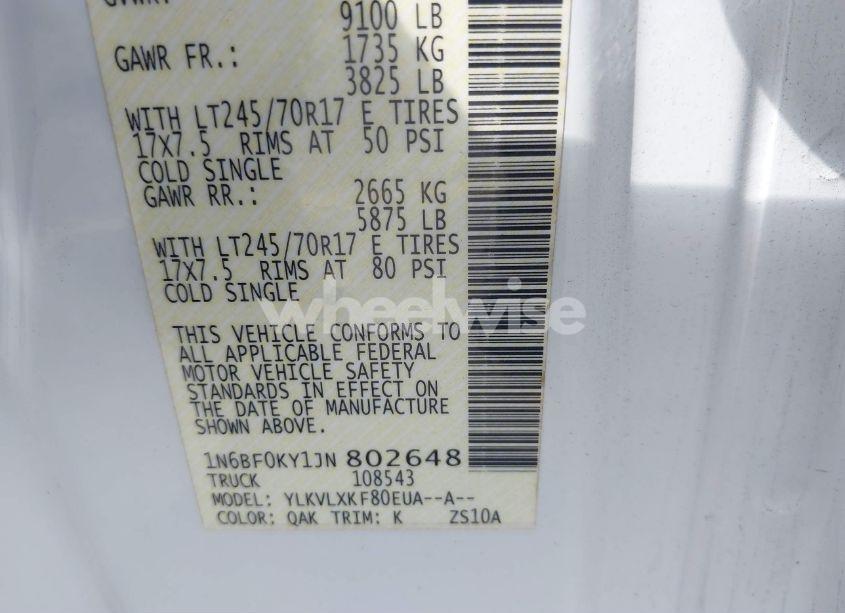 GVWR:
9100 LB
GAWR FR.: 1735 KG
3825 LB
WITH LT245/70R17 E TIRES
17X7.5 RIMS AT 50 PSI
COLD SINGLE
GAWR RR.: 2665 KG
5875 LB
WITH LT245/70R17 E TIRES
17X7.5 RIMS AT 80 PSI
COLD SINGLE
wheelwise
THIS VEHICLE CONFORMS TO
ALL APPLICABLE FEDERAL
MOTOR VEHICLE SAFETY
STANDARDS IN EFFECT ON
THE DATE OF MANUFACTURE
SHOWN ABOVE.
1N6BF0KY1JN 802648
TRUCK 108543
MODEL: YLKVLXKF80EUA--A--
COLOR: QAK TRIM: K ZS10A